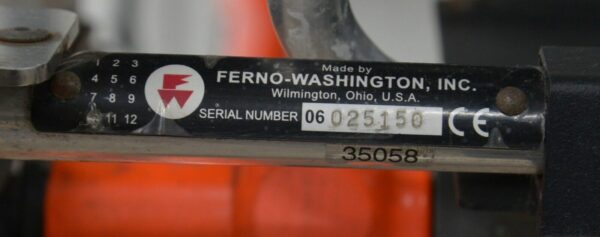 1 2 3
4 5 6
7 8 9
11 12
Made by
FERNO-WASHINGTON, INC.
Wilmington, Ohio, U.S.A.
SERIAL NUMBER 06 025150 CE
35058